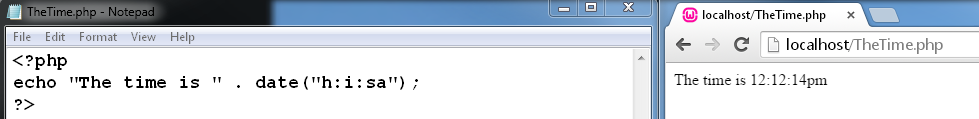 TheTime.php - Notepad
File Edit Format View Help
<?php
echo "The time is " . date("h:i:sa");
?>
localhost/TheTime.php
localhost/TheTime.php
The time is 12:12:14pm